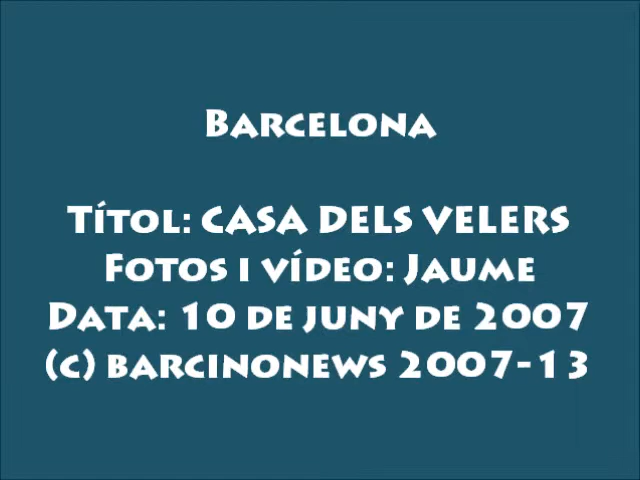 Barcelona
Títol: CASA DELS VELERS
Fotos i vídeo: Jaume
Data: 10 de juny de 2007
(c) barcinonews 2007-13